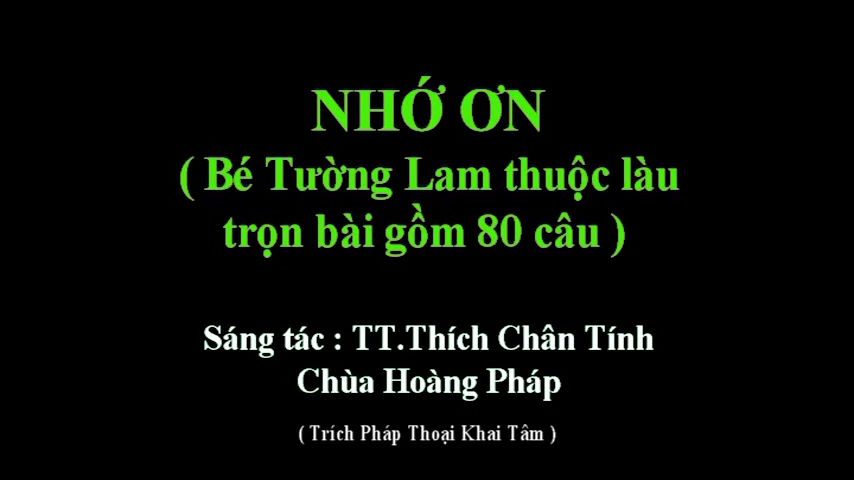 NHỚ ƠN
( Bé Tường Lam thuộc làu
trọn bài gồm 80 câu )
Sáng tác : TT.Thích Chân Tính
Chùa Hoàng Pháp
( Trích Pháp Thoại Khai Tâm )